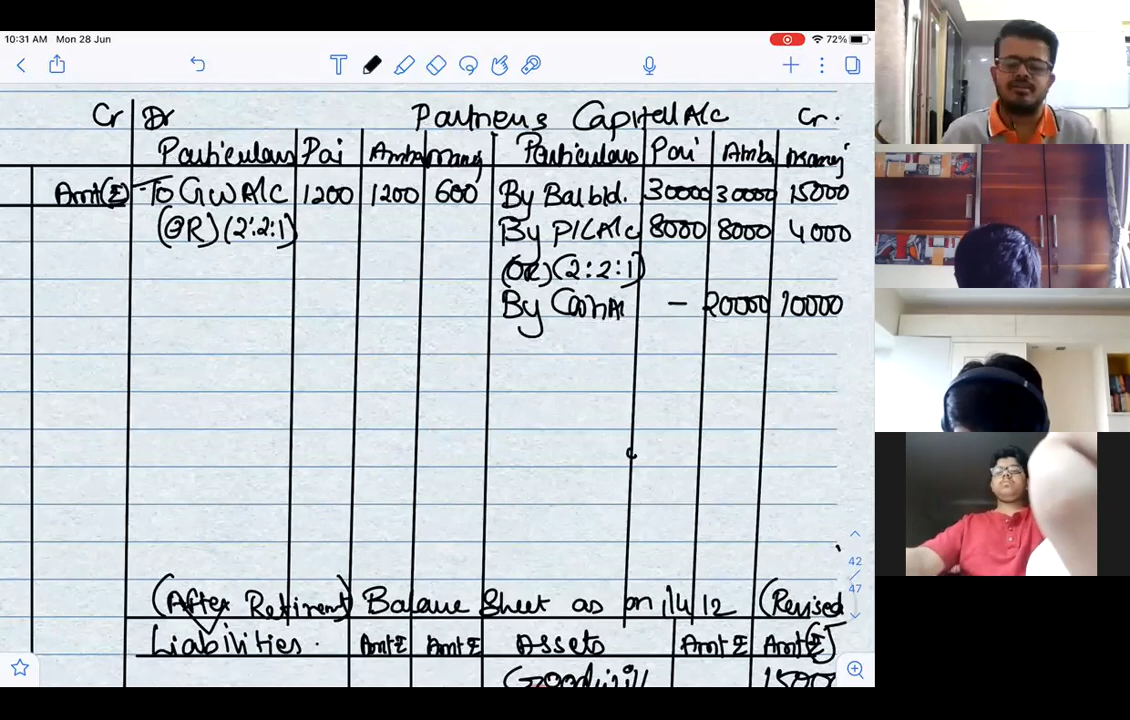 10:31 AM Mon 28 Jun
72%
Cr Dr Partners Capital A/c Cr.
Particulars Pai Amba Particulars Pai Amba
Amt(₹) To G/W A/c 1200 1200 600 By Bal b/d. 30000 30000 15000
(OR) (2:2:1) By P/L A/c 8000 8000 4000
(OR) (2:2:1)
By Cash A/c - 20000 10000
(After Retirement) Balance Sheet as on 1/4/12 (Revised
Liabilities. Amt ₹ Amt ₹ Assets Amt ₹ Amt(₹)
Goodwill 15000
42
47